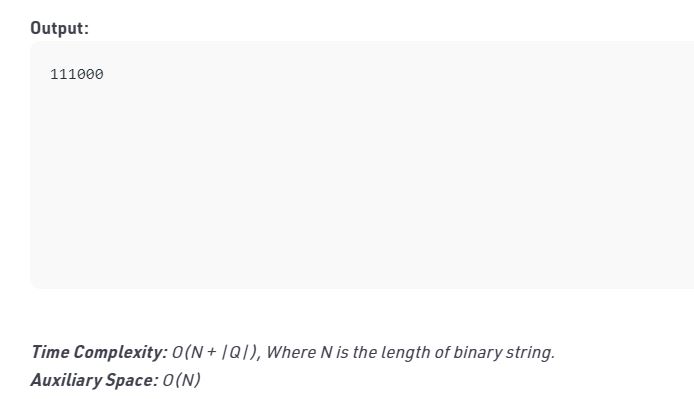 Output:
111000
Time Complexity: O(N + |Q|), Where N is the length of binary string.
Auxiliary Space: O(N)